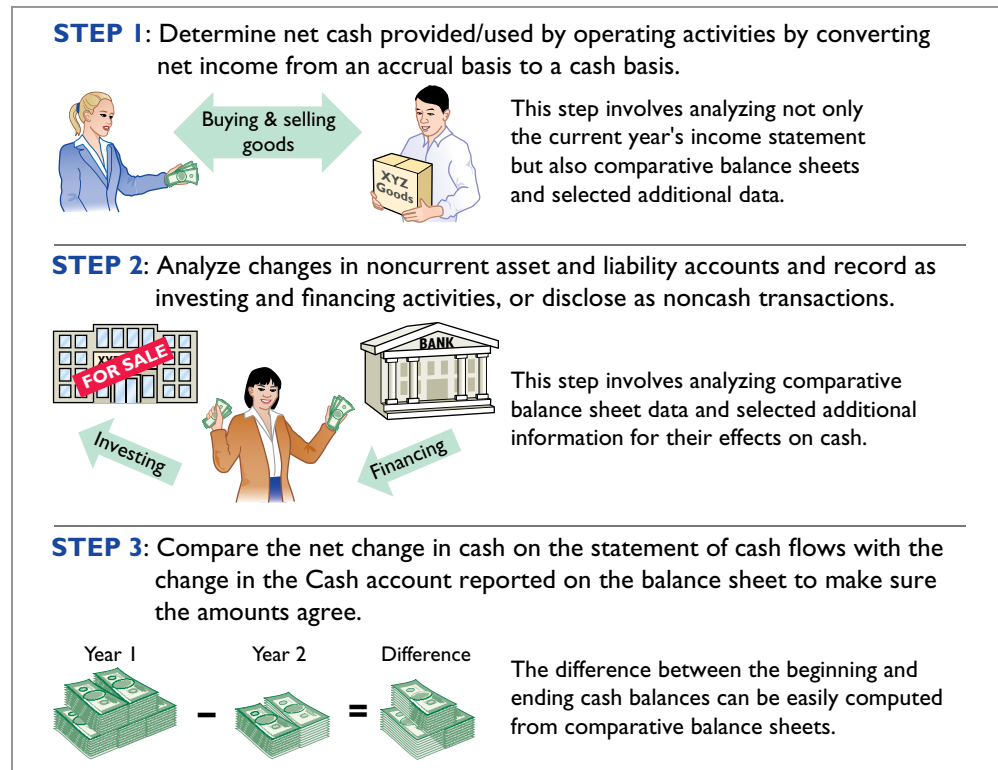 STEP 1: Determine net cash provided/used by operating activities by converting
net income from an accrual basis to a cash basis.
Buying & selling
goods
XYZ
Goods
This step involves analyzing not only
the current year's income statement
but also comparative balance sheets
and selected additional data.
STEP 2: Analyze changes in noncurrent asset and liability accounts and record as
investing and financing activities, or disclose as noncash transactions.
FOR SALE
BANK
Investing
Financing
This step involves analyzing comparative
balance sheet data and selected additional
information for their effects on cash.
STEP 3: Compare the net change in cash on the statement of cash flows with the
change in the Cash account reported on the balance sheet to make sure
the amounts agree.
Year 1
Year 2
Difference
–
=
The difference between the beginning and
ending cash balances can be easily computed
from comparative balance sheets.